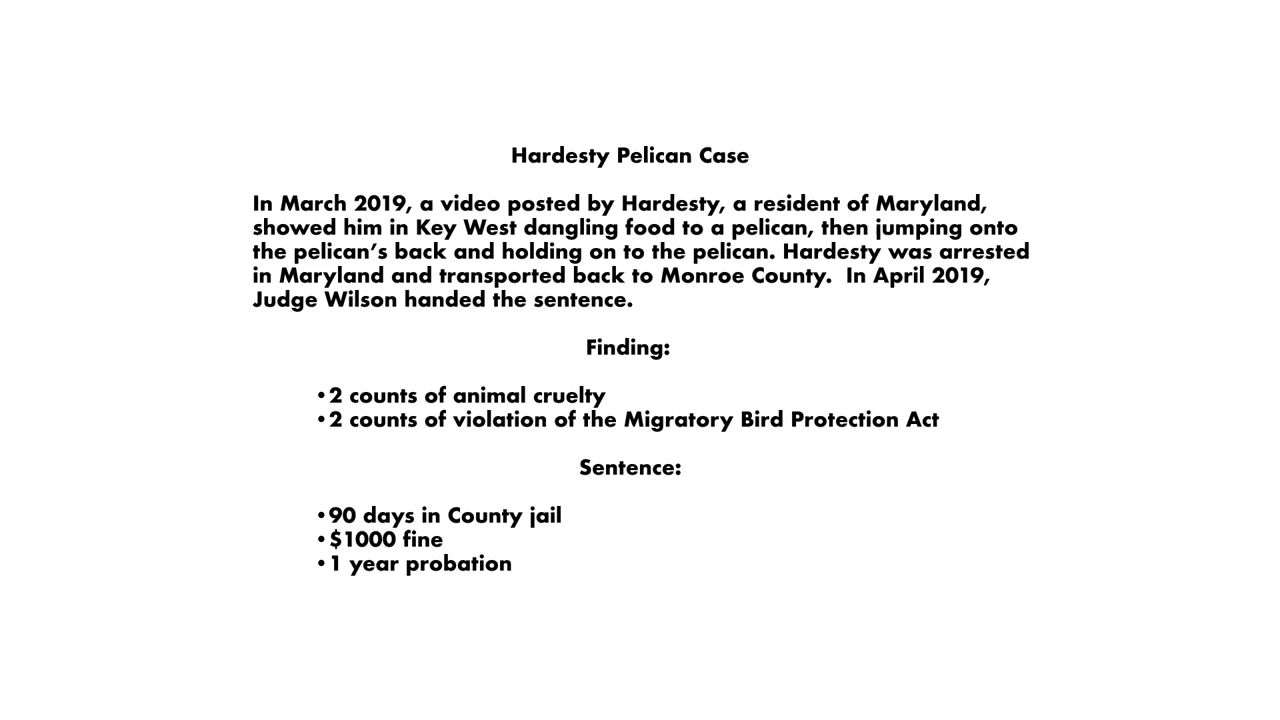 Hardesty Pelican Case
In March 2019, a video posted by Hardesty, a resident of Maryland,
showed him in Key West dangling food to a pelican, then jumping onto
the pelican’s back and holding on to the pelican. Hardesty was arrested
in Maryland and transported back to Monroe County.  In April 2019,
Judge Wilson handed the sentence.
Finding:
•2 counts of animal cruelty
•2 counts of violation of the Migratory Bird Protection Act
Sentence:
•90 days in County jail
•$1000 fine
•1 year probation